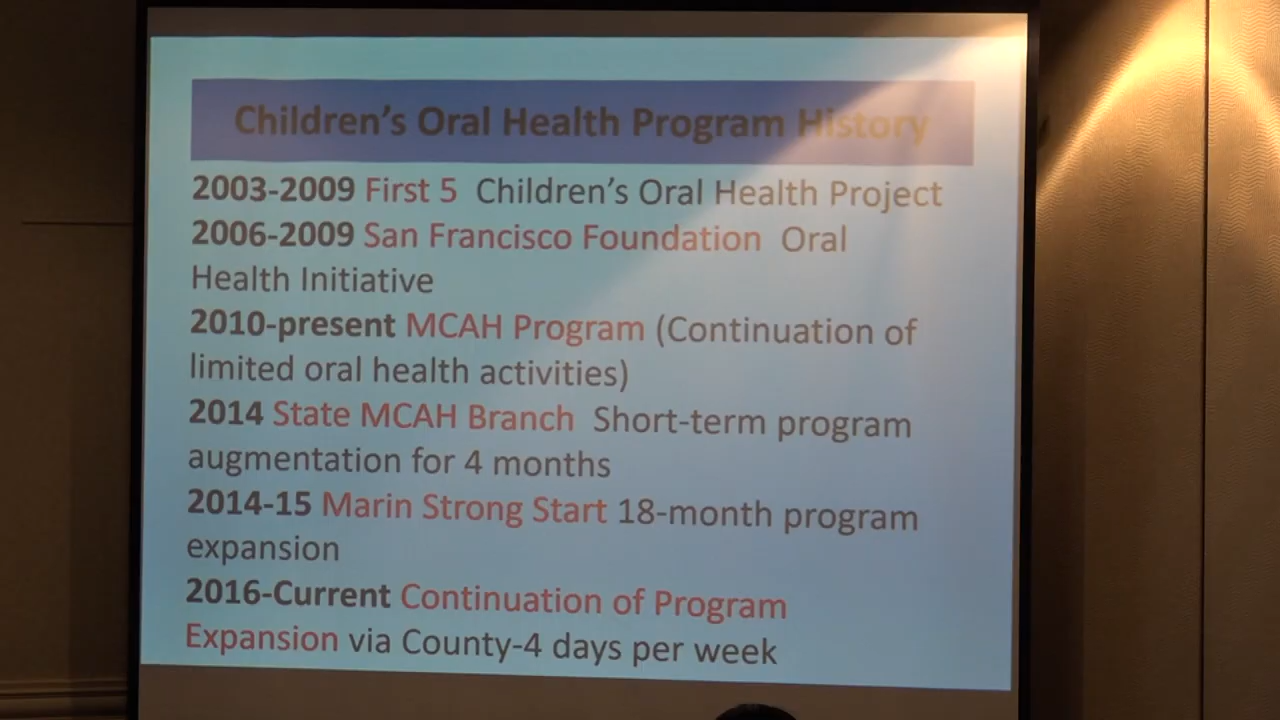 Children's Oral Health Program History
2003-2009 First 5 Children's Oral Health Project
2006-2009 San Francisco Foundation Oral
Health Initiative
2010-present MCAH Program (Continuation of
limited oral health activities)
2014 State MCAH Branch Short-term program
augmentation for 4 months
2014-15 Marin Strong Start 18-month program
expansion
2016-Current Continuation of Program
Expansion via County-4 days per week